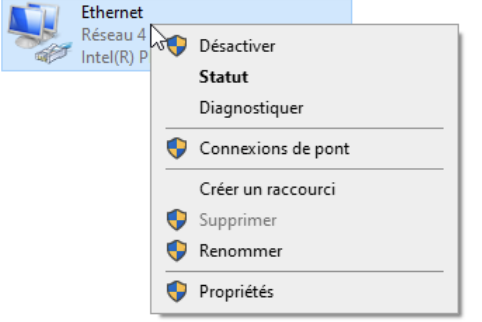 Ethernet
Réseau 4
Intel(R) P
Désactiver
Statut
Diagnostiquer
Connexions de pont
Créer un raccourci
Supprimer
Renommer
Propriétés